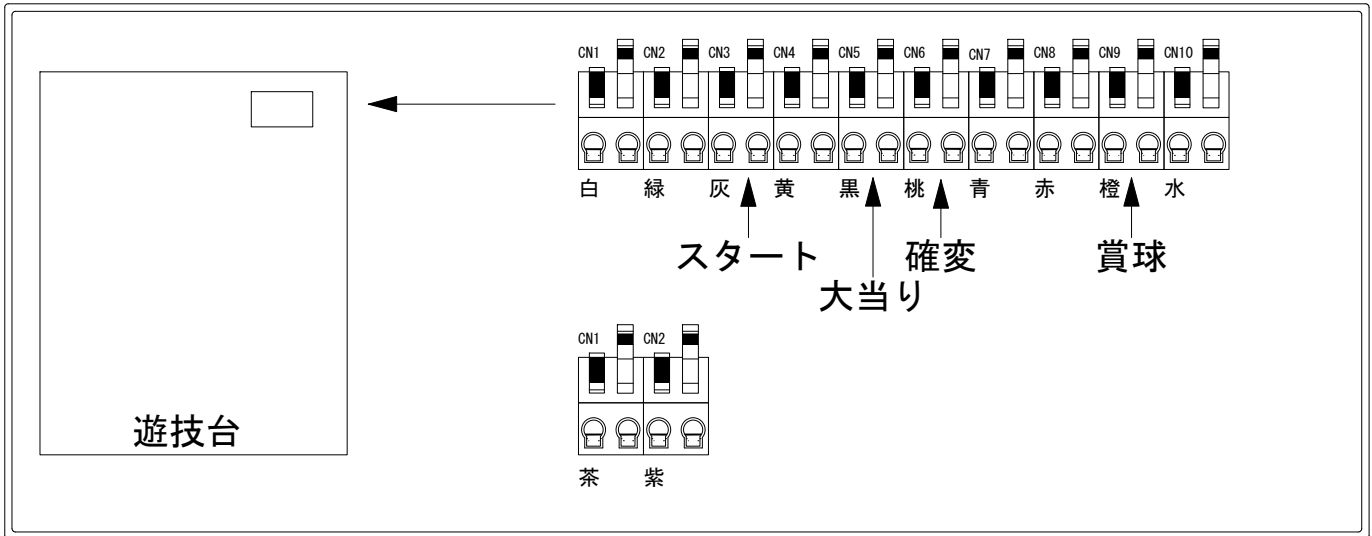 CN1 CN2 CN3 CN4 CN5 CN6 CN7 CN8 CN9 CN10
白 緑 灰 黄 黒 桃 青 赤 橙 水
スタート 確変 賞球
大当り
CN1 CN2
遊技台
茶 紫